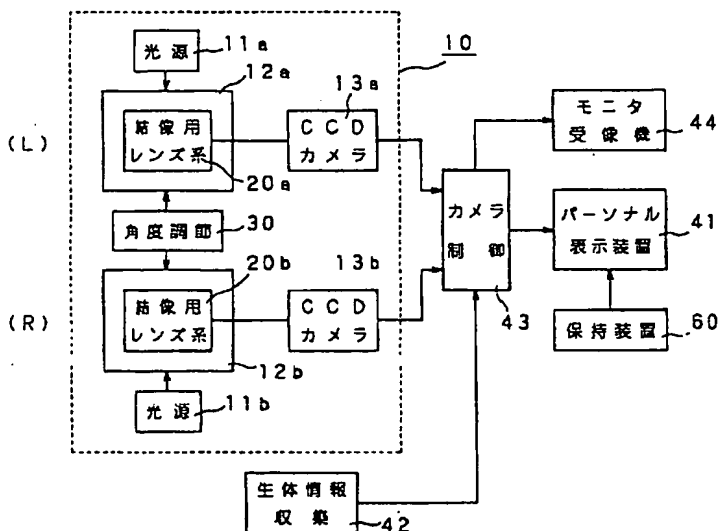 光源
11a
12a
10
13a
(L)
結像用
レンズ系
20a
CCD
カメラ
モニタ
受像機
44
角度調節
30
カメラ
制御
43
パーソナル
表示装置
41
20b
13b
(R)
結像用
レンズ系
12b
CCD
カメラ
保持装置
60
光源
11b
生体情報
収集
42